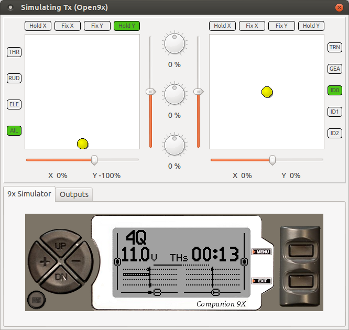 Simulating Tx (Open9x)
Hold X Fix X Fix Y Hold Y
Hold X Fix X Fix Y Hold Y
THR
RUD
ELE
AIL
TRN
GEA
ID0
ID1
ID2
0 %
0 %
0 %
X 0% Y -100%
X 0% Y 0%
9x Simulator Outputs
UP
DN
4Q
11.0V THs 00:13
MENU
EXIT
Companion 9X